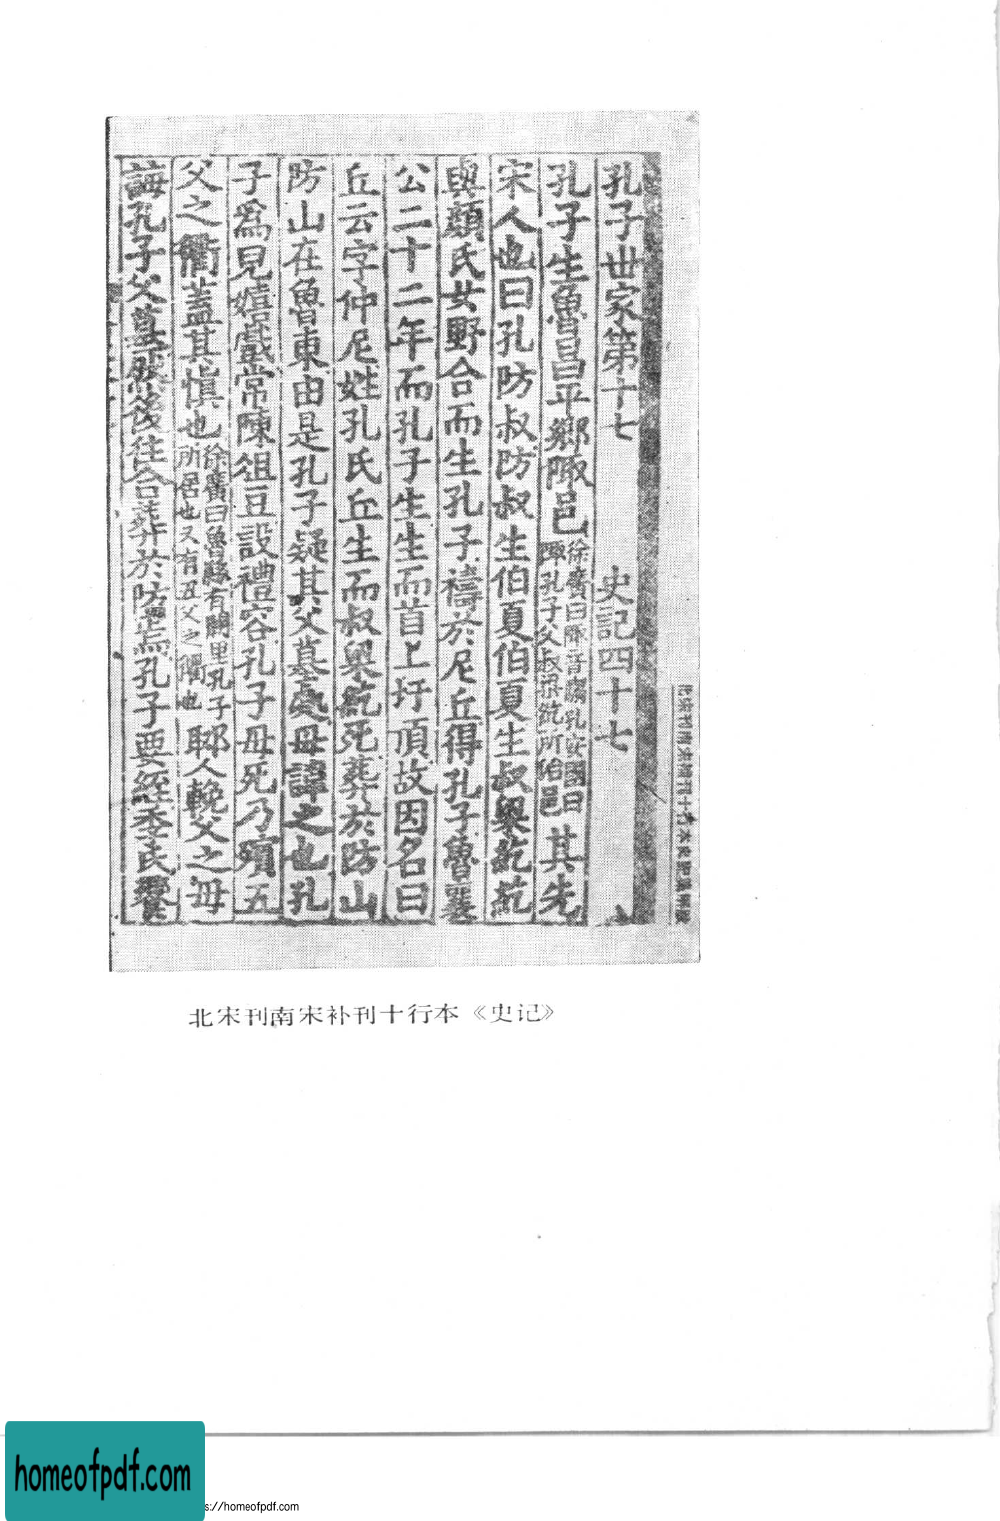 孔子世家第十七 史記四十七
孔子生魯昌平鄉陬邑徐廣曰陬音騶孔安國曰陬孔子父叔梁紇所治邑其先
宋人也曰孔防叔防叔生伯夏伯夏生叔梁紇紇
與顏氏女野合而生孔子禱於尼丘得孔子魯襄
公二十二年而孔子生生而首上圩頂故因名曰
丘云字仲尼姓孔氏丘生而叔梁紇死葬於防山
防山在魯東由是孔子疑其父墓處母諱之也孔
子爲兒嬉戲常陳俎豆設禮容孔子母死乃殯五
父之衢蓋其慎也徐廣曰魯縣有闕里孔子所居也又有五父之衢也郰人輓父之母
誨孔子父墓然後往合葬於防焉孔子要絰季氏饗
北宋刊南宋补刊十行本《史记》
homeofpdf.com
s://homeofpdf.com